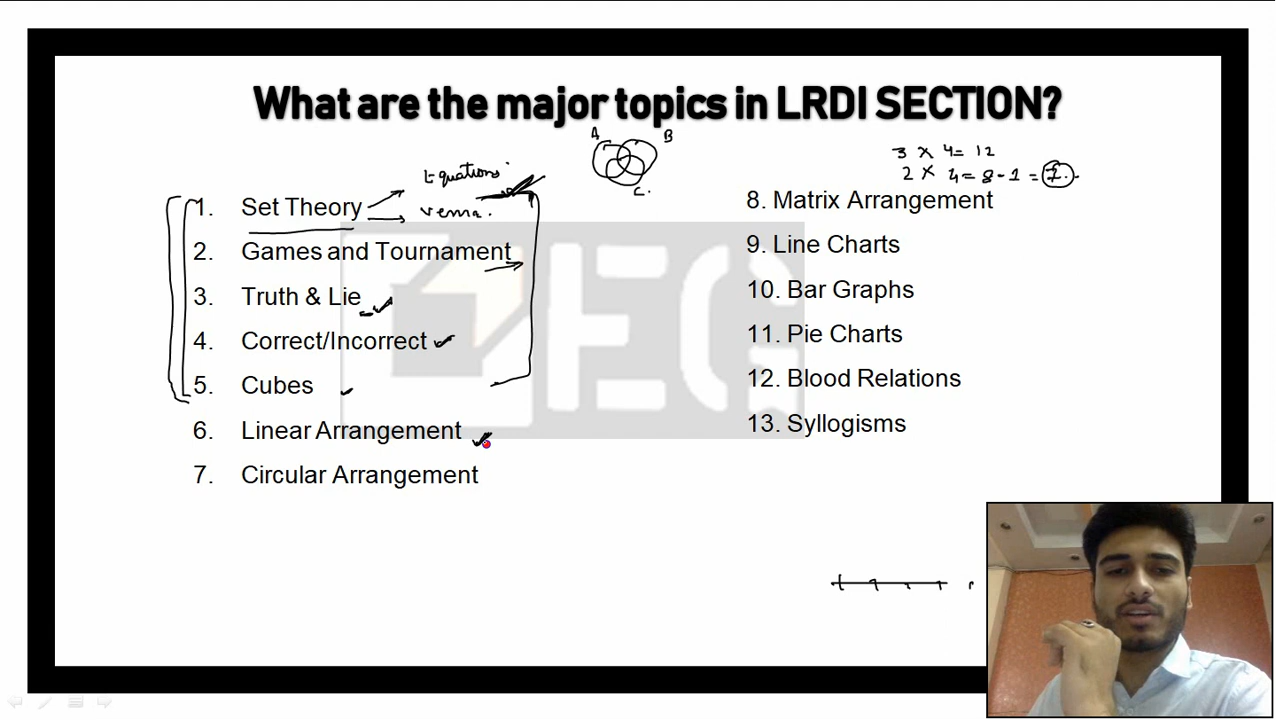 What are the major topics in LRDI SECTION?
A
B
C.
3 × 4 = 12
2 × 4 = 8 - 1 = 7.
Equations
venna.
1. Set Theory
2. Games and Tournament
3. Truth & Lie
4. Correct/Incorrect
5. Cubes
6. Linear Arrangement
7. Circular Arrangement
8. Matrix Arrangement
9. Line Charts
10. Bar Graphs
11. Pie Charts
12. Blood Relations
13. Syllogisms
ZEG